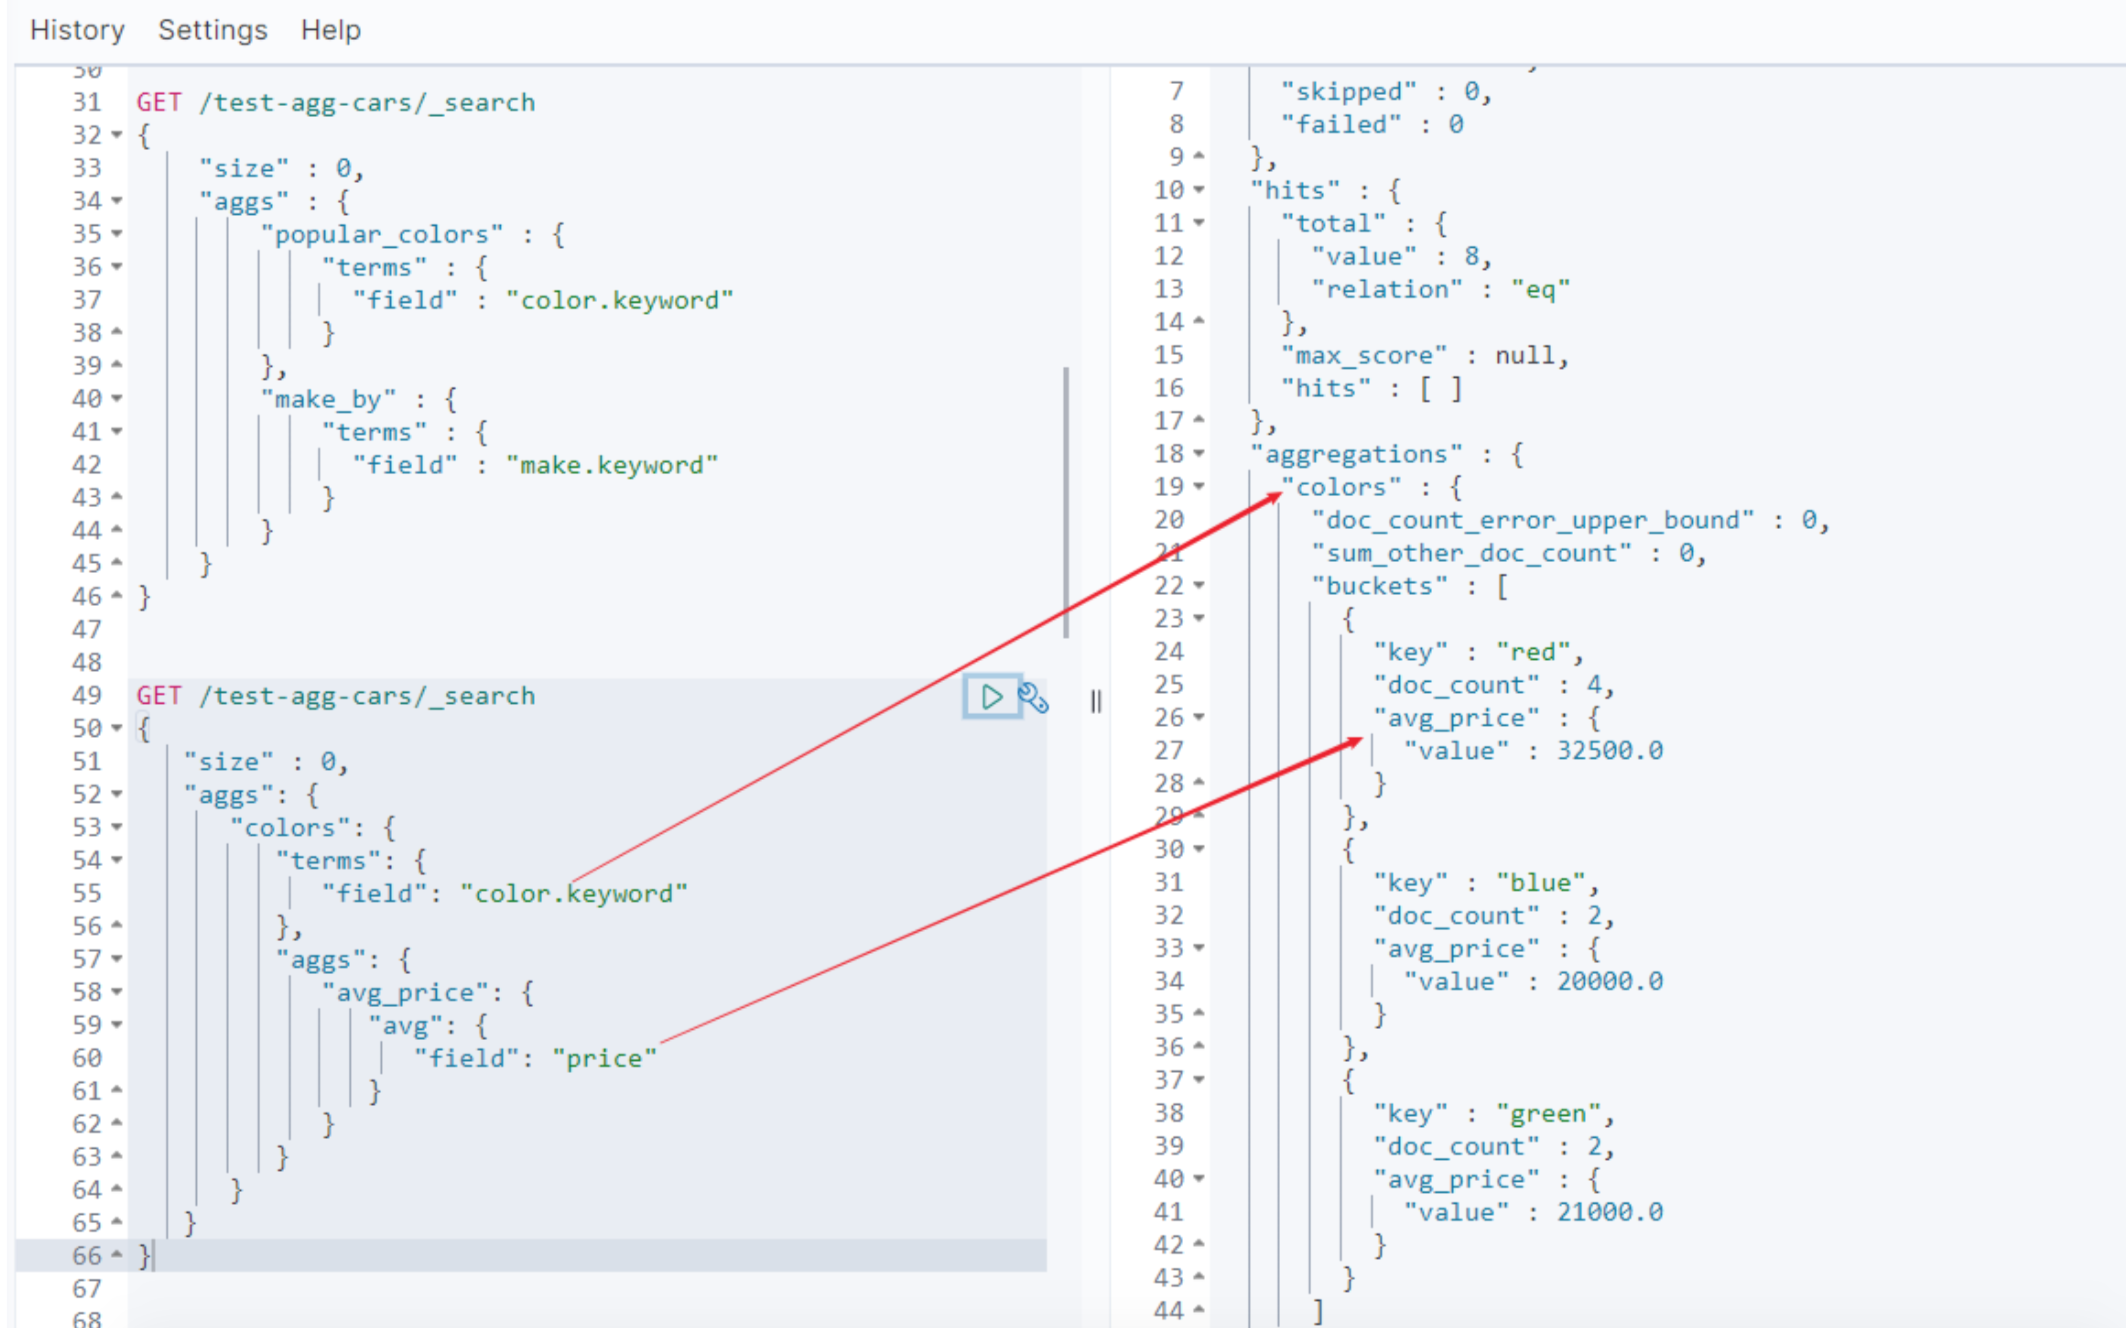 History Settings Help
30
31 GET /test-agg-cars/_search
32 {
33 "size" : 0,
34 "aggs" : {
35 "popular_colors" : {
36 "terms" : {
37 "field" : "color.keyword"
38 }
39 },
40 "make_by" : {
41 "terms" : {
42 "field" : "make.keyword"
43 }
44 }
45 }
46 }
47
48
49 GET /test-agg-cars/_search
50 {
51 "size" : 0,
52 "aggs": {
53 "colors": {
54 "terms": {
55 "field": "color.keyword"
56 },
57 "aggs": {
58 "avg_price": {
59 "avg": {
60 "field": "price"
61 }
62 }
63 }
64 }
65 }
66 }
67
68
7 "skipped" : 0,
8 "failed" : 0
9 },
10 "hits" : {
11 "total" : {
12 "value" : 8,
13 "relation" : "eq"
14 },
15 "max_score" : null,
16 "hits" : [ ]
17 },
18 "aggregations" : {
19 "colors" : {
20 "doc_count_error_upper_bound" : 0,
21 "sum_other_doc_count" : 0,
22 "buckets" : [
23 {
24 "key" : "red",
25 "doc_count" : 4,
26 "avg_price" : {
27 "value" : 32500.0
28 }
29 },
30 {
31 "key" : "blue",
32 "doc_count" : 2,
33 "avg_price" : {
34 "value" : 20000.0
35 }
36 },
37 {
38 "key" : "green",
39 "doc_count" : 2,
40 "avg_price" : {
41 "value" : 21000.0
42 }
43 }
44 ]